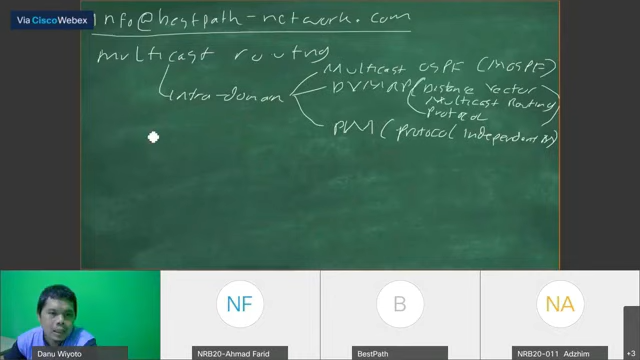 Via Cisco Webex
info@bestpath-network.com
multicast routing
Intra-domain
Multicast OSPF (MOSPF)
DVMRP (Distance Vector
Multicast Routing
Protocol
PIM (Protocol Independent M)
NF
B
NA
Danu Wiyoto
NRB20-Ahmad Farid
BestPath
NRB20-011 Adzhim
+3